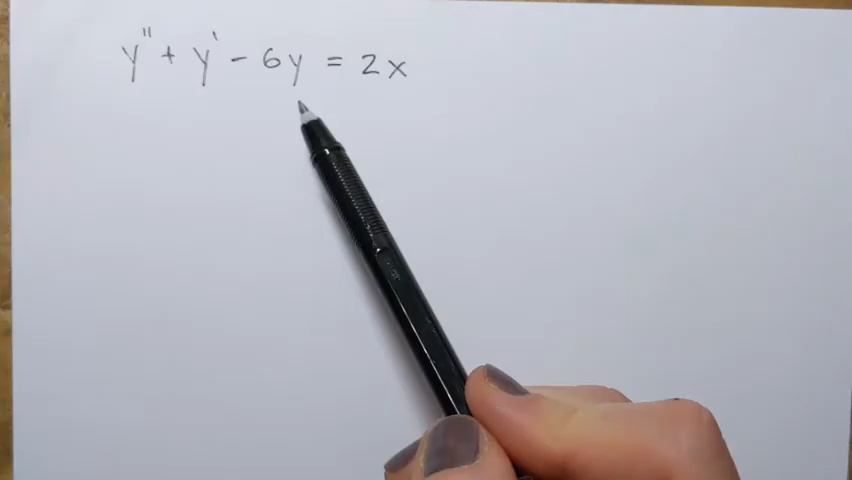 y'' + y' - 6y = 2x